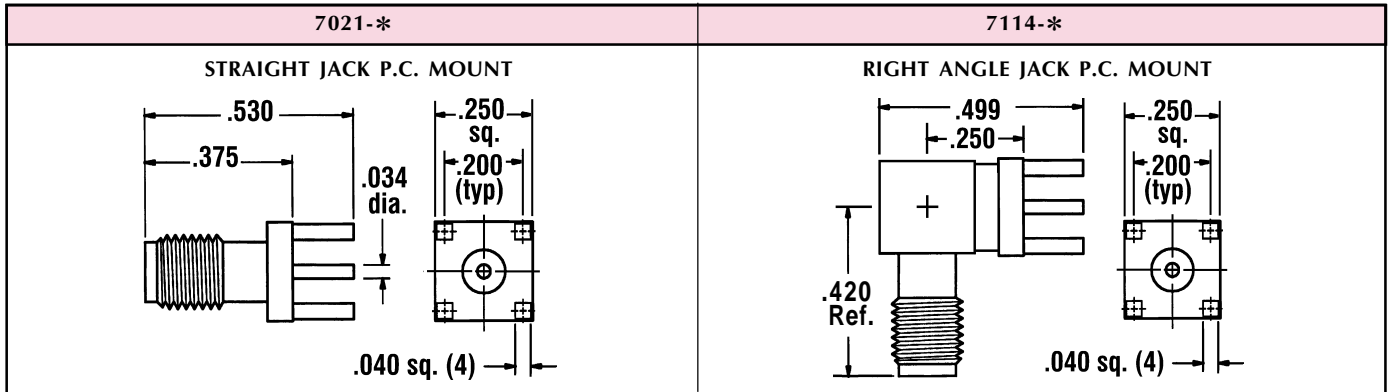 7021-*
STRAIGHT JACK P.C. MOUNT
.530
.375
.034
dia.
.250
sq.
.200
(typ)
.040 sq. (4)
7114-*
RIGHT ANGLE JACK P.C. MOUNT
.499
.250
.420
Ref.
.250
sq.
.200
(typ)
.040 sq. (4)